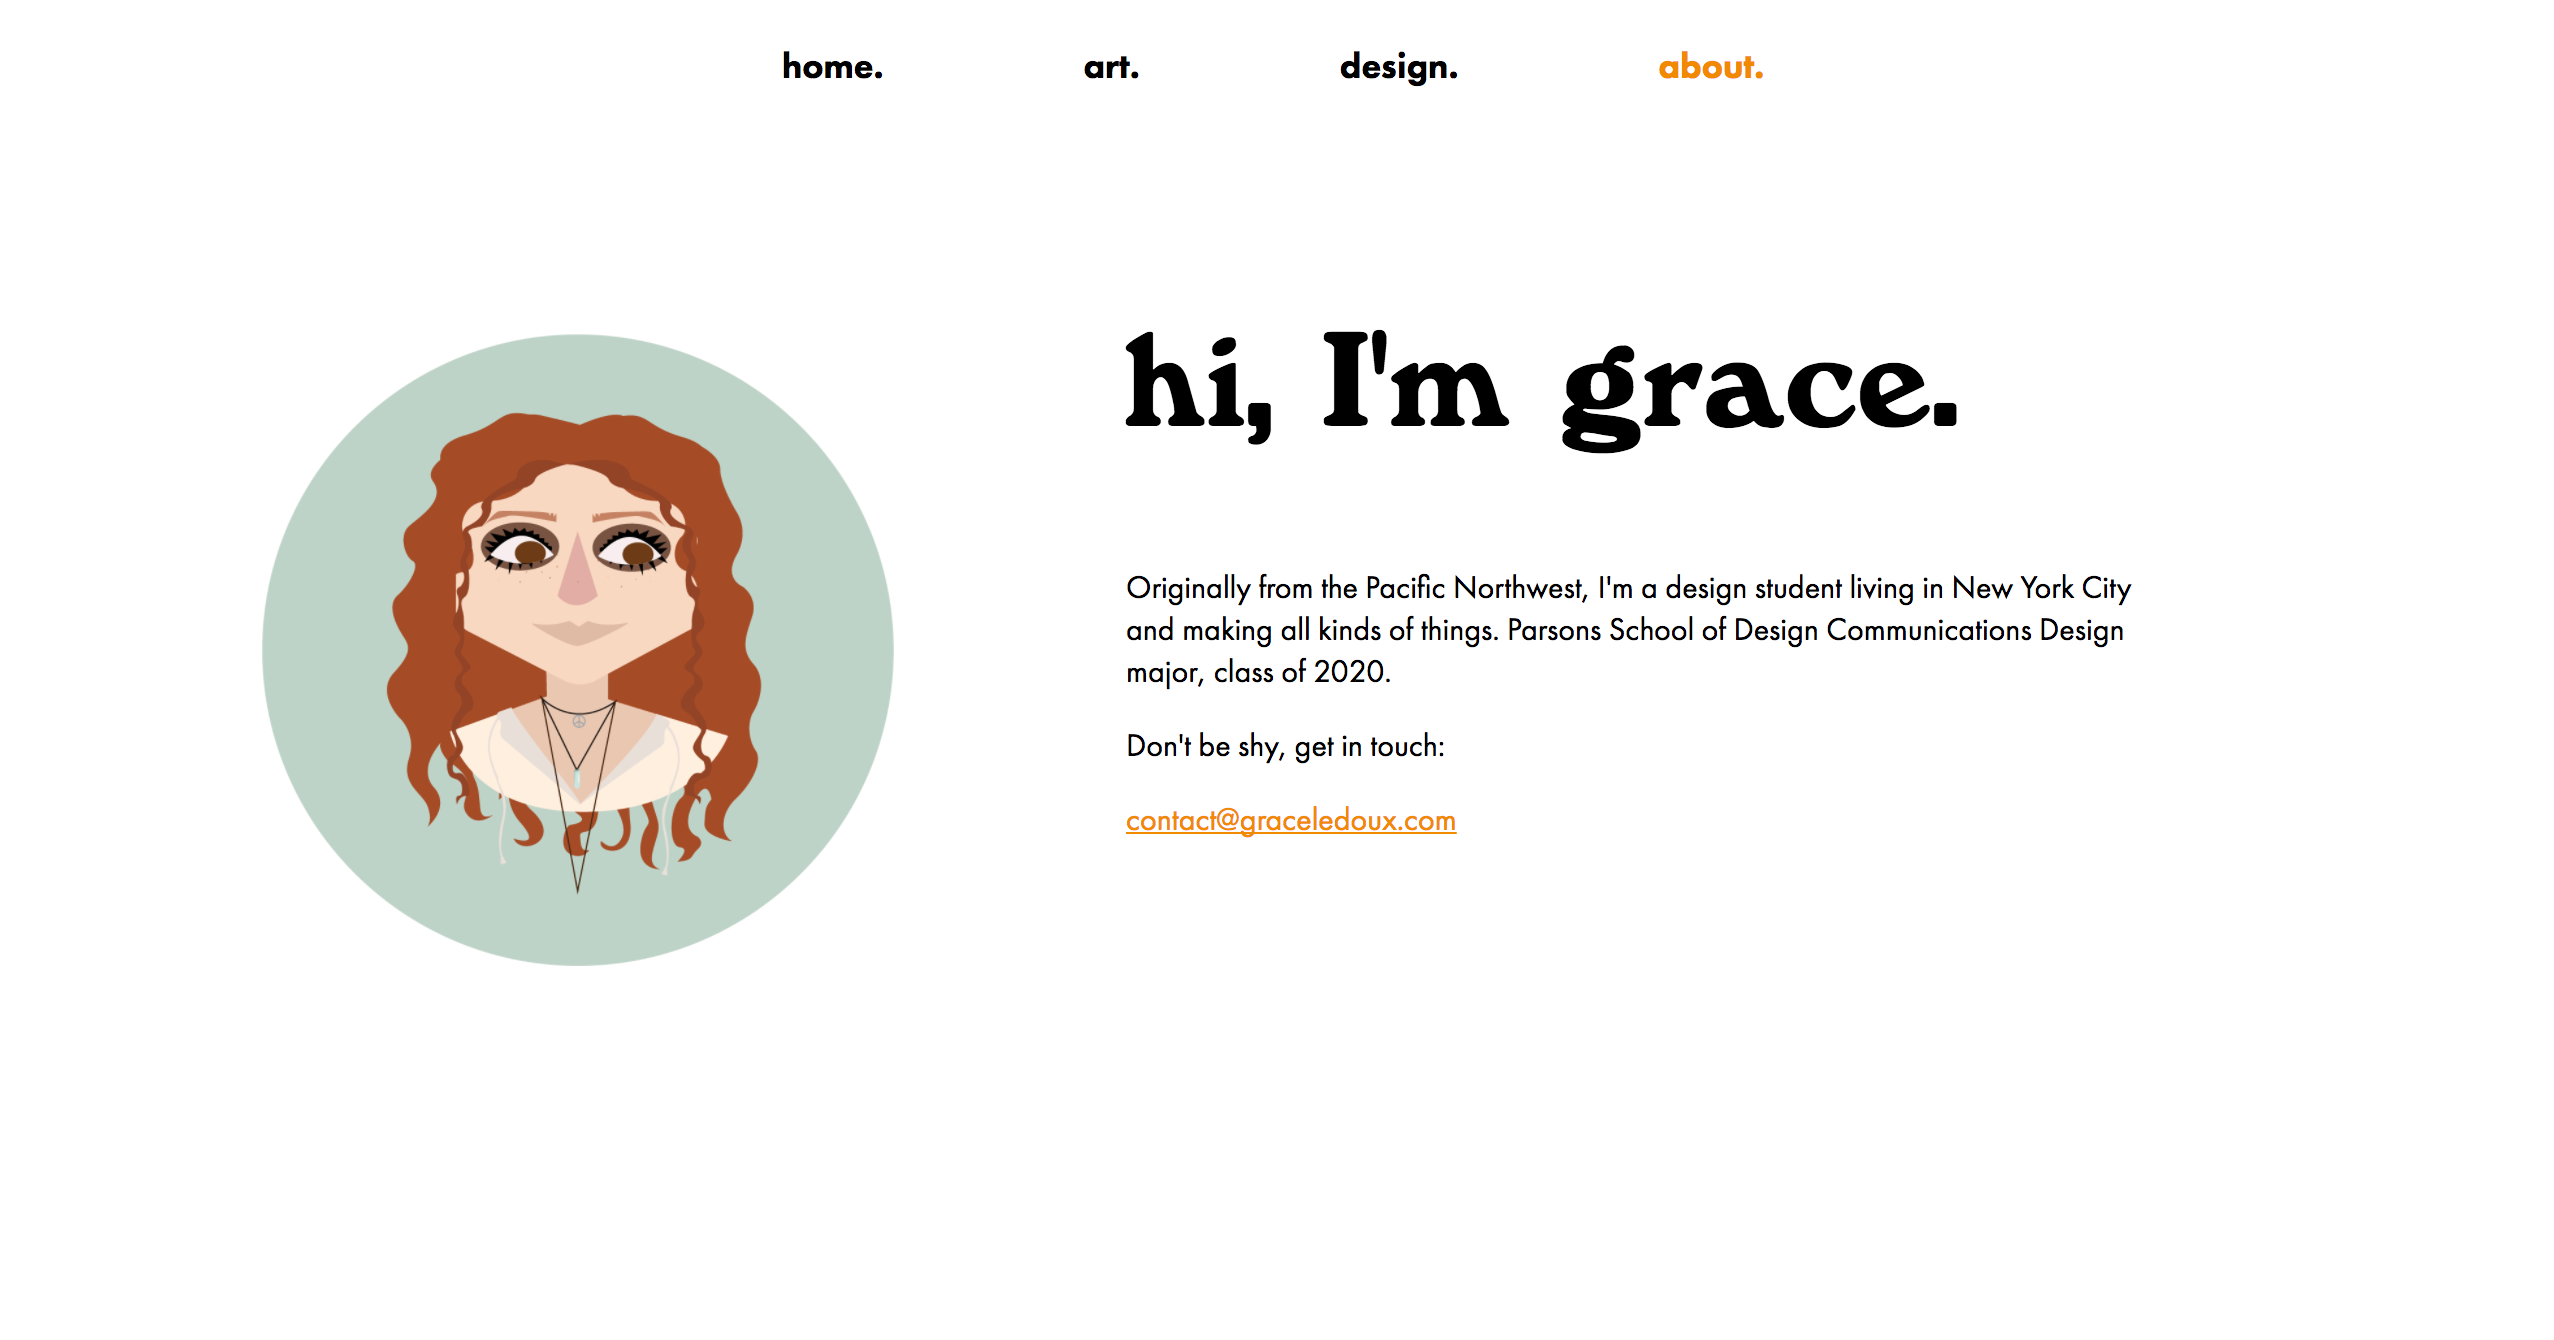 home. art. design. about.
hi, I'm grace.
Originally from the Pacific Northwest, I'm a design student living in New York City
and making all kinds of things. Parsons School of Design Communications Design
major, class of 2020.
Don't be shy, get in touch:
contact@graceledoux.com